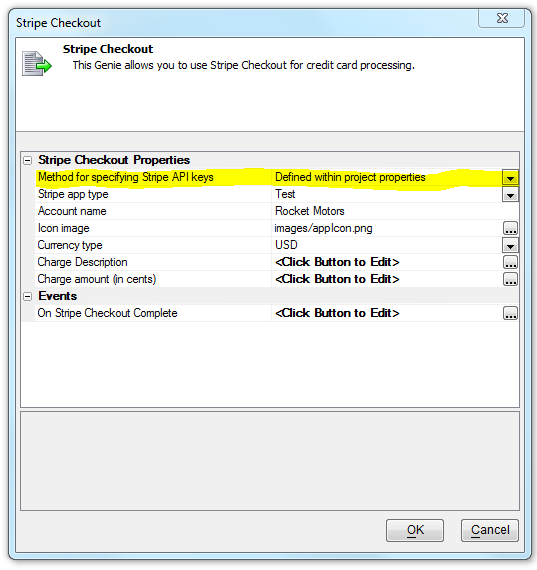 Stripe Checkout
Stripe Checkout
This Genie allows you to use Stripe Checkout for credit card processing.
Stripe Checkout Properties
Method for specifying Stripe API keys Defined within project properties
Stripe app type Test
Account name Rocket Motors
Icon image images/appIcon.png ...
Currency type USD
Charge Description <Click Button to Edit> ...
Charge amount (in cents) <Click Button to Edit> ...
Events
On Stripe Checkout Complete <Click Button to Edit> ...
OK Cancel